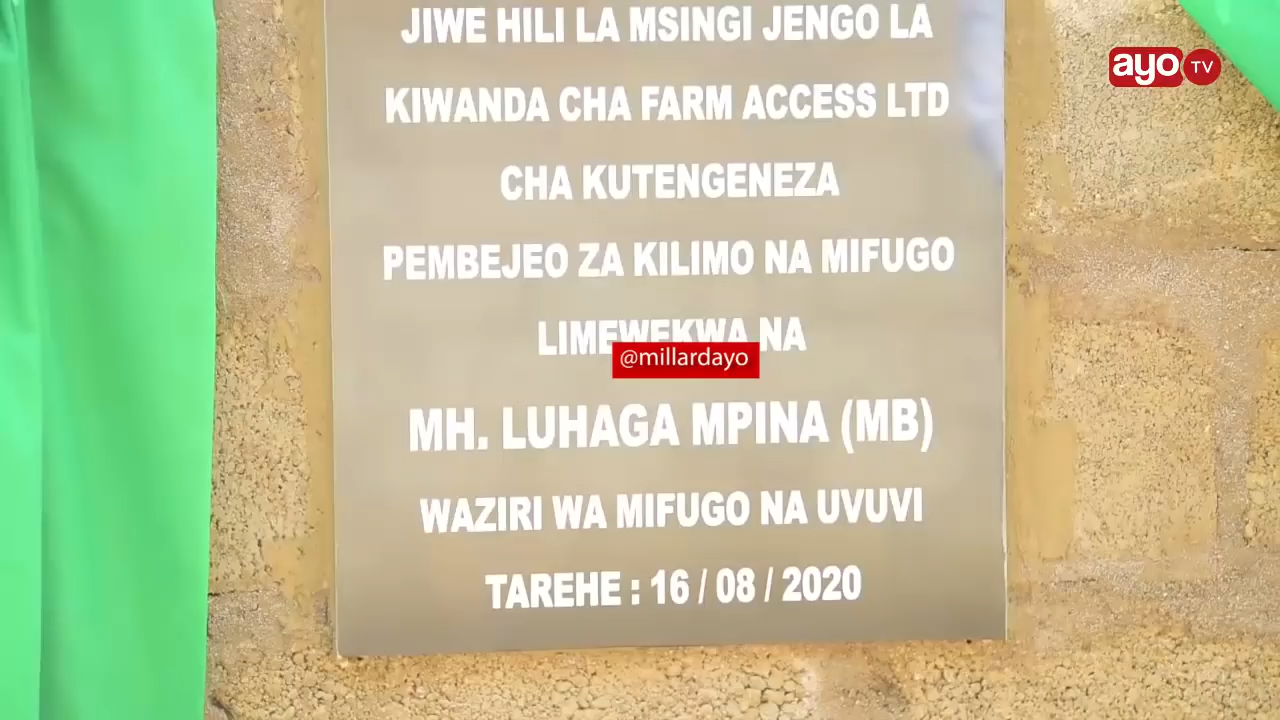 JIWE HILI LA MSINGI JENGO LA
ayo TV
KIWANDA CHA FARM ACCESS LTD
CHA KUTENGENEZA
PEMBEJEO ZA KILIMO NA MIFUGO
LIMEWEKWA NA
@millardayo
MH. LUHAGA MPINA (MB)
WAZIRI WA MIFUGO NA UVUVI
TAREHE : 16 / 08 / 2020